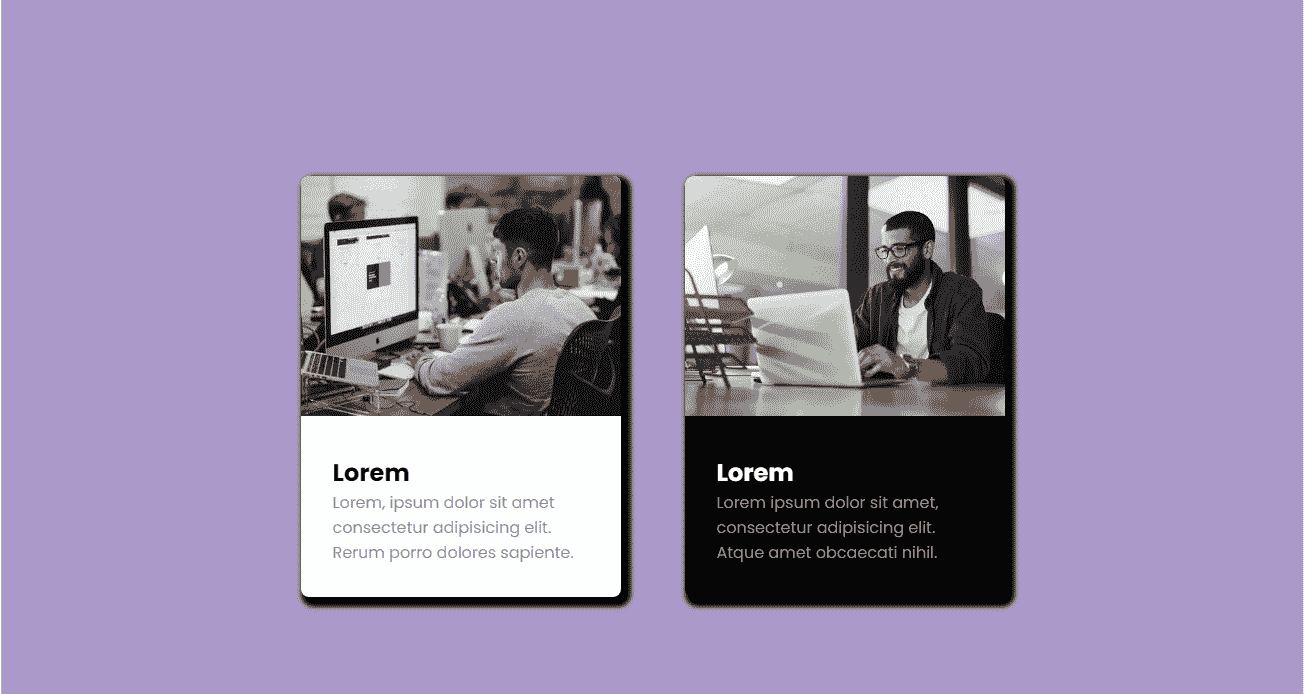 Lorem
Lorem, ipsum dolor sit amet
consectetur adipisicing elit.
Rerum porro dolores sapiente.
Lorem
Lorem ipsum dolor sit amet,
consectetur adipisicing elit.
Atque amet obcaecati nihil.